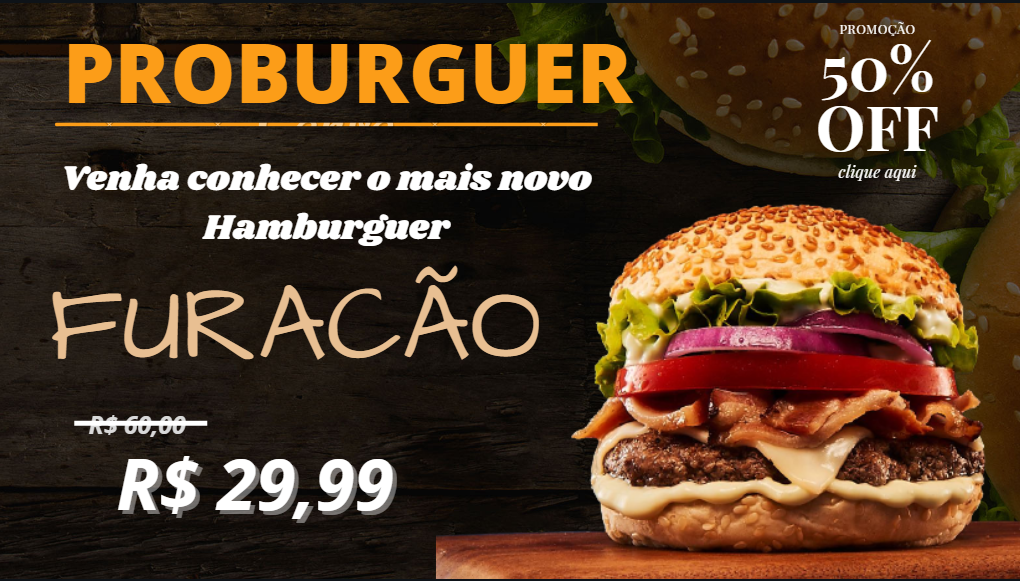 PROBURGUER
Venha conhecer o mais novo
Hamburguer
FURACÃO
R$ 60,00
R$ 29,99
PROMOÇÃO
50%
OFF
clique aqui